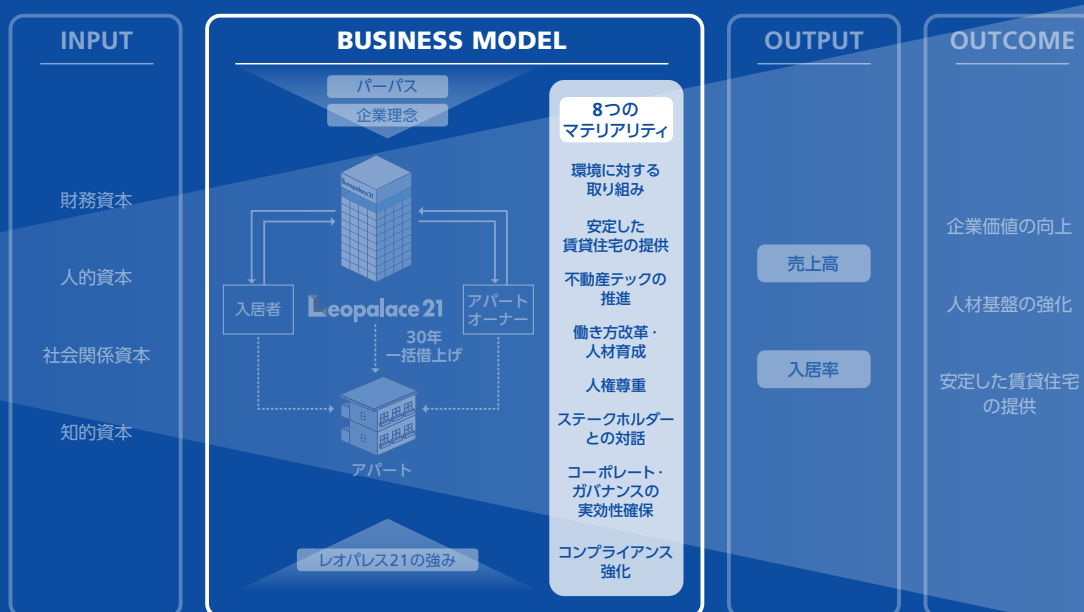 INPUT
財務資本
人的資本
社会関係資本
知的資本
BUSINESS MODEL
パーパス
企業理念
Leopalace21
入居者
Leopalace21
アパート
オーナー
30年
一括借上げ
アパート
レオパレス21の強み
8つの
マテリアリティ
環境に対する
取り組み
安定した
賃貸住宅の提供
不動産テックの
推進
働き方改革・
人材育成
人権尊重
ステークホルダー
との対話
コーポレート・
ガバナンスの
実効性確保
コンプライアンス
強化
OUTPUT
売上高
入居率
OUTCOME
企業価値の向上
人材基盤の強化
安定した賃貸住宅
の提供